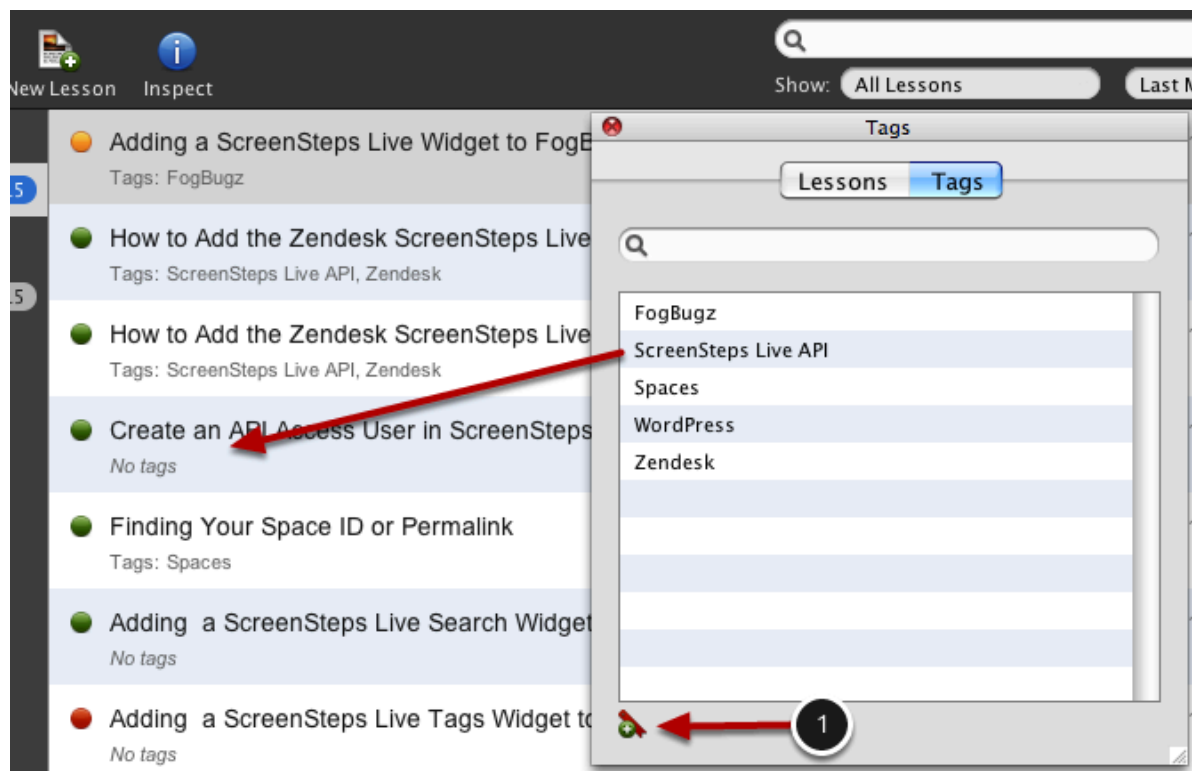 New Lesson
Inspect
Show: All Lessons
Last M
5
.5
Adding a ScreenSteps Live Widget to FogB
Tags: FogBugz
How to Add the Zendesk ScreenSteps Live
Tags: ScreenSteps Live API, Zendesk
How to Add the Zendesk ScreenSteps Live
Tags: ScreenSteps Live API, Zendesk
Create an API Access User in ScreenSteps
No tags
Finding Your Space ID or Permalink
Tags: Spaces
Adding  a ScreenSteps Live Search Widget
No tags
Adding  a ScreenSteps Live Tags Widget to
No tags
Tags
Lessons
Tags
FogBugz
ScreenSteps Live API
Spaces
WordPress
Zendesk
1